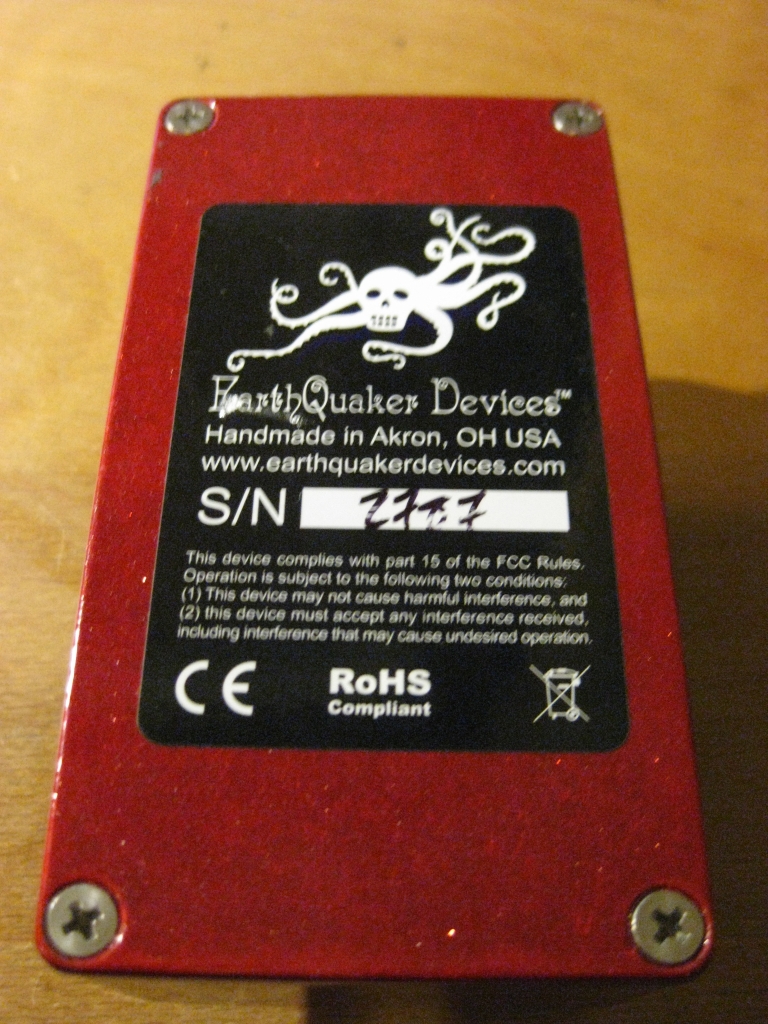 EarthQuaker Devices™
Handmade in Akron, OH USA
www.earthquakerdevices.com
S/N
This device complies with part 15 of the FCC Rules.
Operation is subject to the following two conditions:
(1) This device may not cause harmful interference, and
(2) this device must accept any interference received,
including interference that may cause undesired operation.
CE RoHS
Compliant